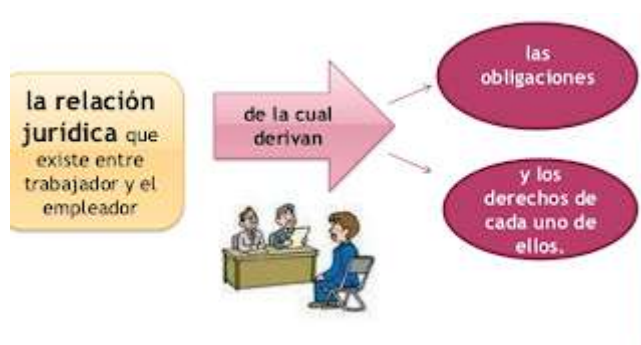 la relación
jurídica que
existe entre
trabajador y el
empleador
de la cual
derivan
las
obligaciones
y los
derechos de
cada uno de
ellos.